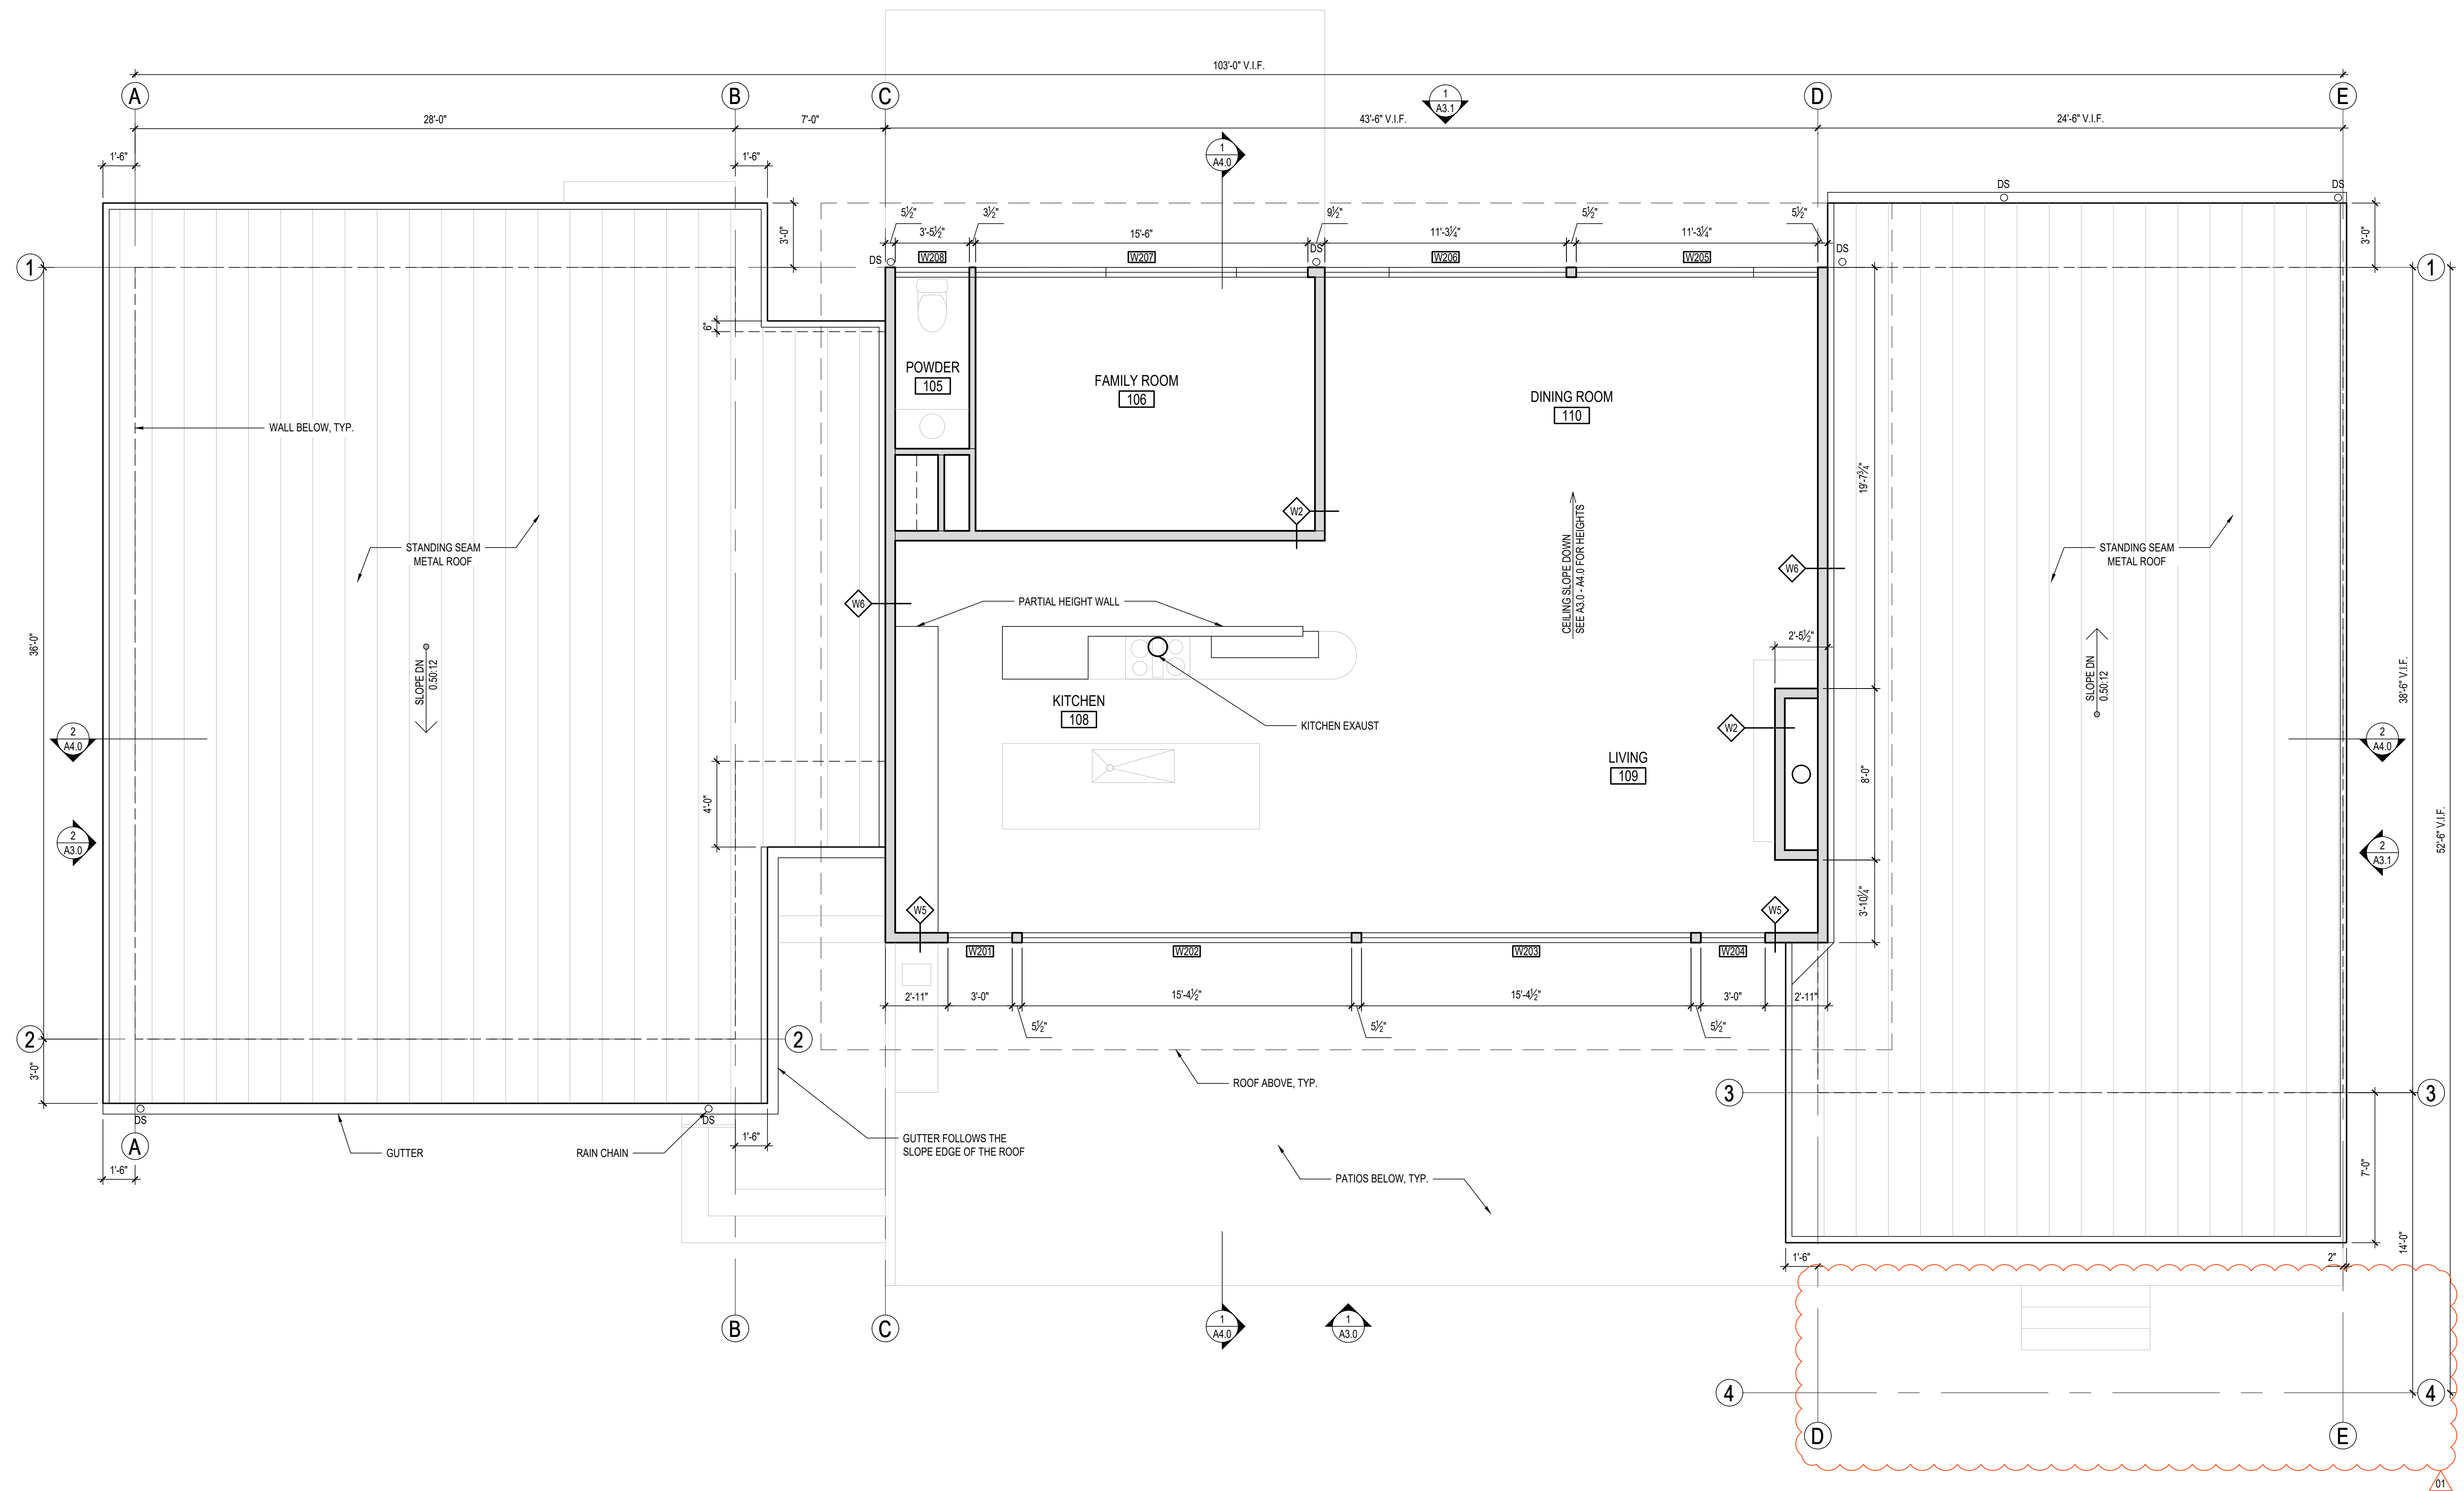 103'-0" V.I.F.
A
B
C
D
E
1
A3.1
28'-0"
7'-0"
43'-6" V.I.F.
24'-6" V.I.F.
1'-6"
1'-6"
1
A4.0
DS
DS
5½"
3½"
9½"
5½"
5½"
3'-0"
3'-5½"
15'-6"
11'-3¼"
11'-3¼"
3'-0"
DS
DS
DS
W208
W207
W206
W205
1
1
6"
POWDER
105
FAMILY ROOM
106
DINING ROOM
110
WALL BELOW, TYP.
19'-7¾"
W2
STANDING SEAM
METAL ROOF
CEILING SLOPE DOWN
SEE A3.0 - A4.0 FOR HEIGHTS
STANDING SEAM
METAL ROOF
W6
W6
PARTIAL HEIGHT WALL
36'-0"
2'-5½"
SLOPE DN
0.50:12
SLOPE DN
0.50:12
38'-6" V.I.F.
KITCHEN
108
KITCHEN EXAUST
W2
2
A4.0
2
A4.0
LIVING
109
8'-0"
4'-0"
2
A3.0
2
A3.1
52'-6" V.I.F.
3'-10¼"
W5
W5
W201
W202
W203
W204
2'-11"
3'-0"
15'-4½"
15'-4½"
3'-0"
2'-11"
5½"
5½"
5½"
2
2
3'-0"
ROOF ABOVE, TYP.
3
3
DS
DS
A
1'-6"
GUTTER
RAIN CHAIN
GUTTER FOLLOWS THE
SLOPE EDGE OF THE ROOF
1'-6"
PATIOS BELOW, TYP.
7'-0"
14'-0"
1'-6"
2"
B
C
1
A4.0
1
A3.0
4
4
D
E
01